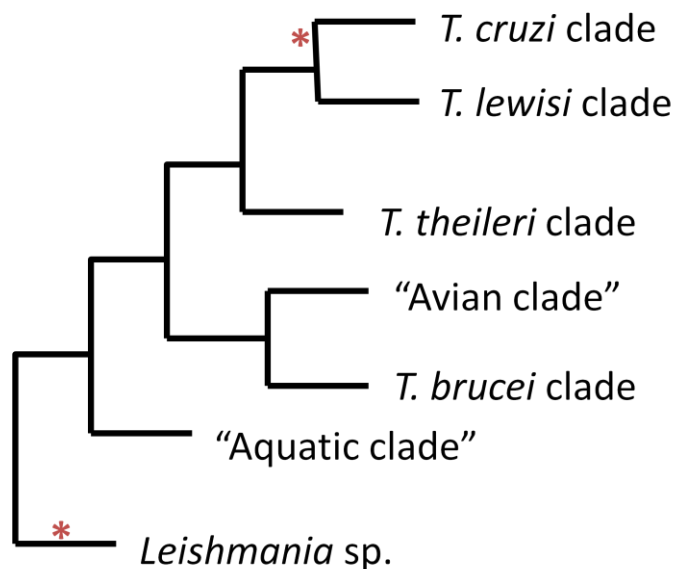 *
T. cruzi clade
T. lewisi clade
T. theileri clade
“Avian clade”
T. brucei clade
“Aquatic clade”
*
Leishmania sp.